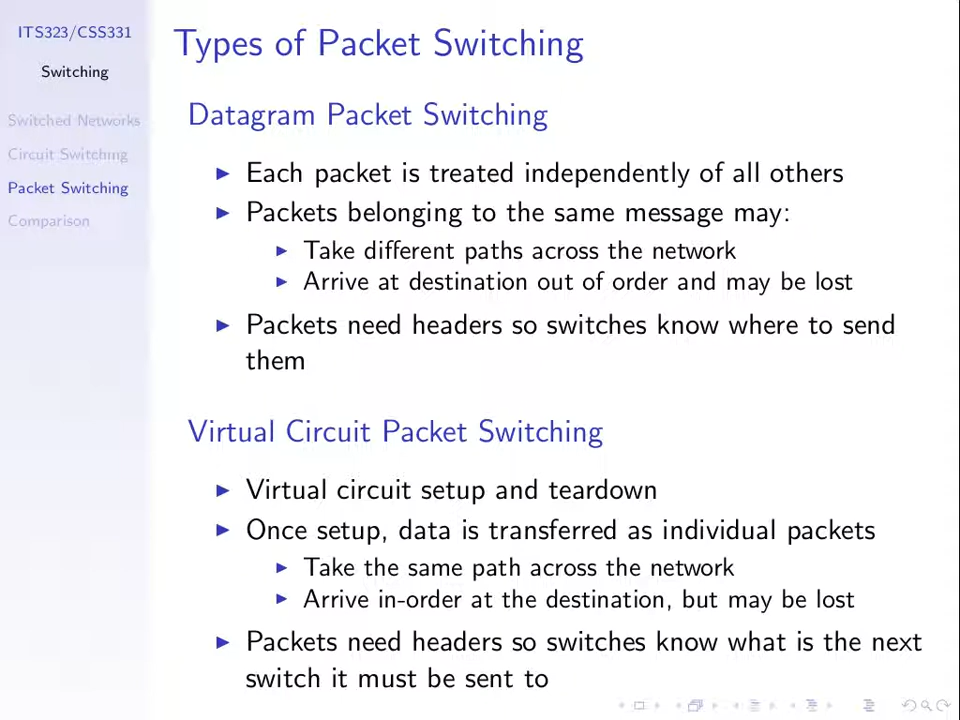 ITS323/CSS331
Switching
Switched Networks
Circuit Switching
Packet Switching
Comparison
Types of Packet Switching
Datagram Packet Switching
Each packet is treated independently of all others
Packets belonging to the same message may:
Take different paths across the network
Arrive at destination out of order and may be lost
Packets need headers so switches know where to send
them
Virtual Circuit Packet Switching
Virtual circuit setup and teardown
Once setup, data is transferred as individual packets
Take the same path across the network
Arrive in-order at the destination, but may be lost
Packets need headers so switches know what is the next
switch it must be sent to